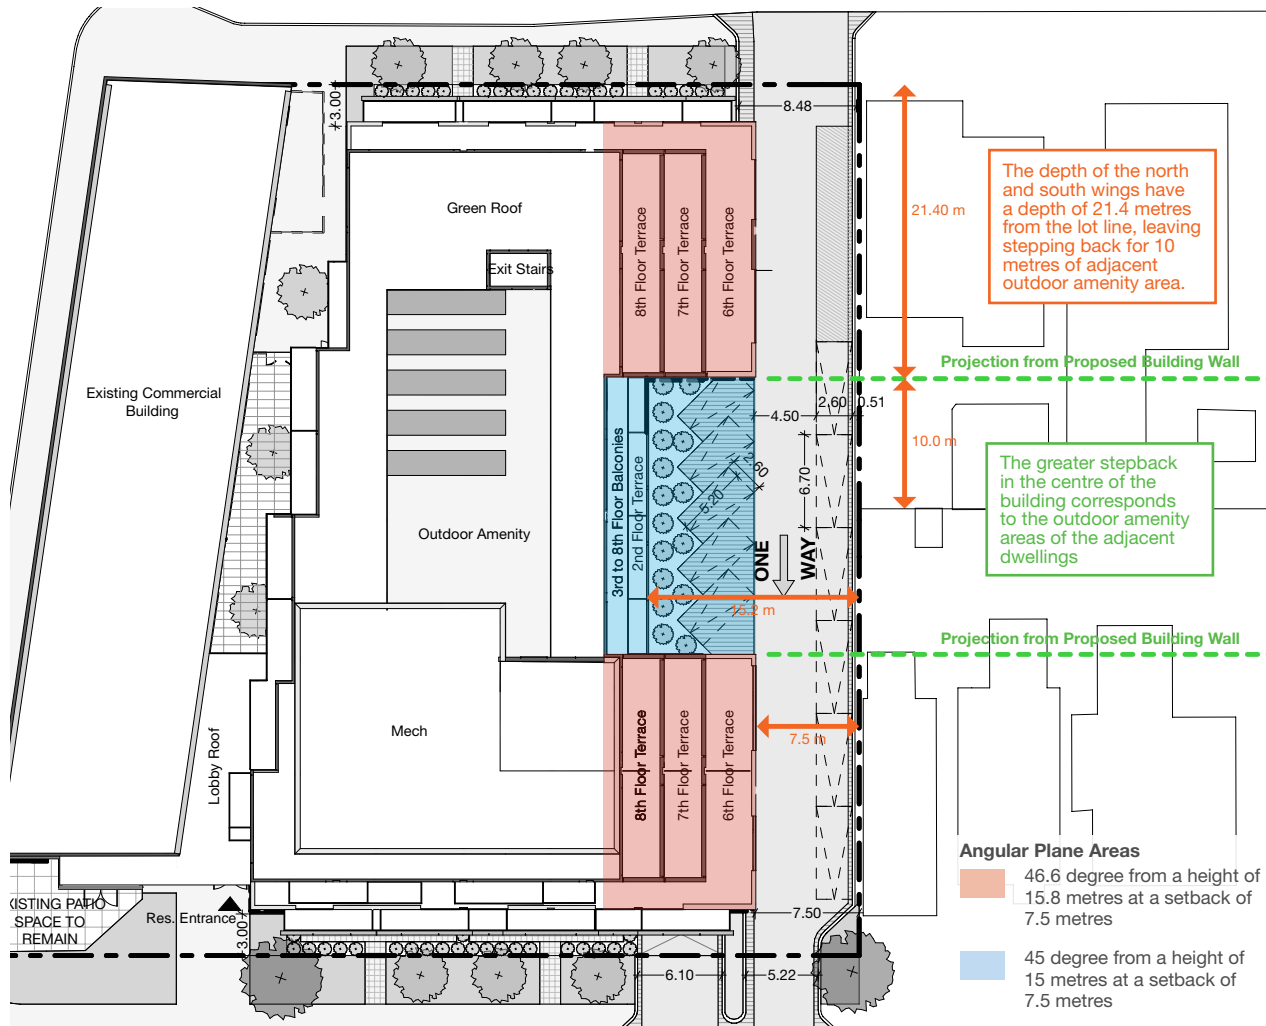 3.00
8.48
The depth of the north
and south wings have
a depth of 21.4 metres
from the lot line, leaving
stepping back for 10
metres of adjacent
outdoor amenity area.
21.40 m
Green Roof
Exit Stairs
8th Floor Terrace
7th Floor Terrace
6th Floor Terrace
Projection from Proposed Building Wall
Existing Commercial
Building
3rd to 8th Floor Balconies
2nd Floor Terrace
4.50
2.60
0.51
10.0 m
2.60
5.20
6.70
The greater stepback
in the centre of the
building corresponds
to the outdoor amenity
areas of the adjacent
dwellings
Outdoor Amenity
ONE
WAY
15.2 m
Projection from Proposed Building Wall
Mech
Lobby Roof
8th Floor Terrace
7th Floor Terrace
6th Floor Terrace
7.5 m
Angular Plane Areas
46.6 degree from a height of
15.8 metres at a setback of
7.5 metres
45 degree from a height of
15 metres at a setback of
7.5 metres
XISTING PATIO
SPACE TO
REMAIN
Res. Entrance
3.00
7.50
6.10
5.22